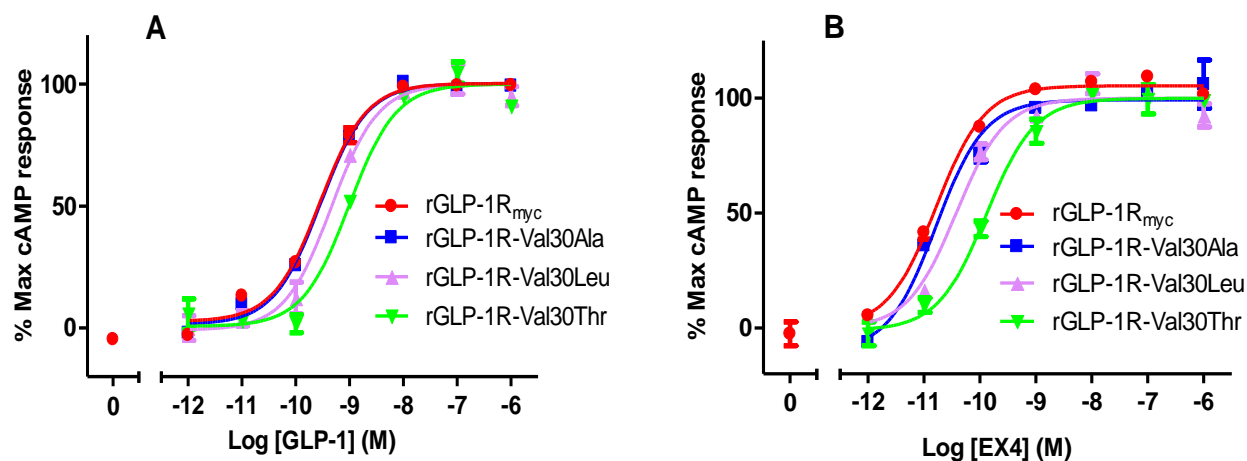 A
% Max cAMP response
100
50
0
rGLP-1Rmyc
rGLP-1R-Val30Ala
rGLP-1R-Val30Leu
rGLP-1R-Val30Thr
0 -12 -11 -10 -9 -8 -7 -6
Log [GLP-1] (M)
B
% Max cAMP response
100
50
0
rGLP-1Rmyc
rGLP-1R-Val30Ala
rGLP-1R-Val30Leu
rGLP-1R-Val30Thr
0 -12 -11 -10 -9 -8 -7 -6
Log [EX4] (M)